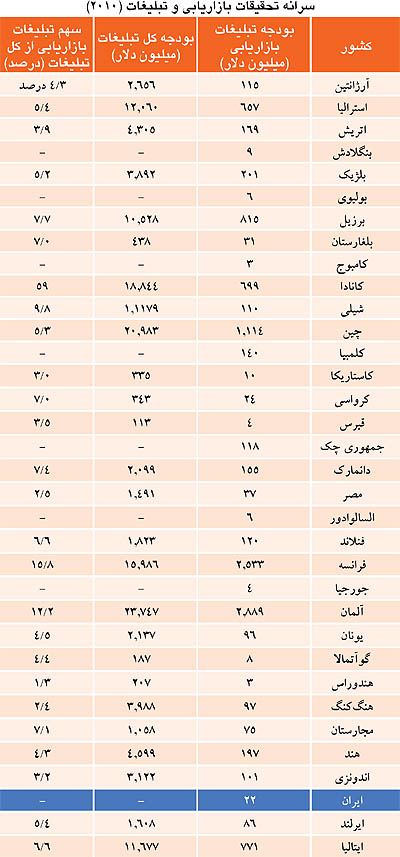 سرانه تحقیقات بازاریابی و تبلیغات (۲۰۱۰)
کشور | بودجه تبلیغات بازاریابی (میلیون دلار) | بودجه کل تبلیغات (میلیون دلار) | سهم تبلیغات بازاریابی از کل تبلیغات (درصد)
آرژانتین | ۱۱۵ | ۲,۶۵۶ | ۴/۳ درصد
استرالیا | ۶۵۷ | ۱۲,۰۶۰ | ۵/۴
اتریش | ۱۶۹ | ۴,۳۰۵ | ۳/۹
بنگلادش | ۹ | – | –
بلژیک | ۲۰۱ | ۳,۸۹۲ | ۵/۲
بولیوی | ۶ | – | –
برزیل | ۸۱۵ | ۱۰,۵۲۸ | ۷/۷
بلغارستان | ۳۱ | ۴۳۸ | ۷/۰
کامبوج | ۳ | – | –
کانادا | ۶۹۹ | ۱۸,۸۴۴ | ۵۹
شیلی | ۱۱۰ | ۱,۱۱۷۹ | ۹/۸
چین | ۱,۱۱۴ | ۲۰,۹۸۳ | ۵/۳
کلمبیا | ۱۴۰ | – | –
کاستاریکا | ۱۰ | ۳۳۵ | ۳/۰
کرواسی | ۲۴ | ۳۴۳ | ۷/۰
قبرس | ۴ | ۱۱۳ | ۳/۵
جمهوری چک | ۱۱۸ | – | –
دانمارک | ۱۵۵ | ۲,۰۹۹ | ۷/۴
مصر | ۳۷ | ۱,۴۹۱ | ۲/۵
السالوادور | ۶ | – | –
فنلاند | ۱۲۰ | ۱,۸۲۳ | ۶/۶
فرانسه | ۲,۵۳۳ | ۱۵,۹۸۶ | ۱۵/۸
جورجیا | ۴ | – | –
آلمان | ۲,۸۸۹ | ۲۳,۷۴۷ | ۱۲/۲
یونان | ۹۶ | ۲,۱۳۷ | ۴/۵
گوآتمالا | ۸ | ۱۸۷ | ۴/۴
هندوراس | ۳ | ۲۰۷ | ۱/۳
هنگ‌کنگ | ۹۷ | ۳,۹۸۸ | ۲/۴
مجارستان | ۷۵ | ۱,۰۵۸ | ۷/۱
هند | ۱۹۷ | ۴,۵۹۹ | ۴/۳
اندونزی | ۱۰۱ | ۳,۱۲۲ | ۳/۲
ایران | ۲۲ | – | –
ایرلند | ۸۶ | ۱,۶۰۸ | ۵/۴
ایتالیا | ۷۷۱ | ۱۱,۶۷۷ | ۶/۶